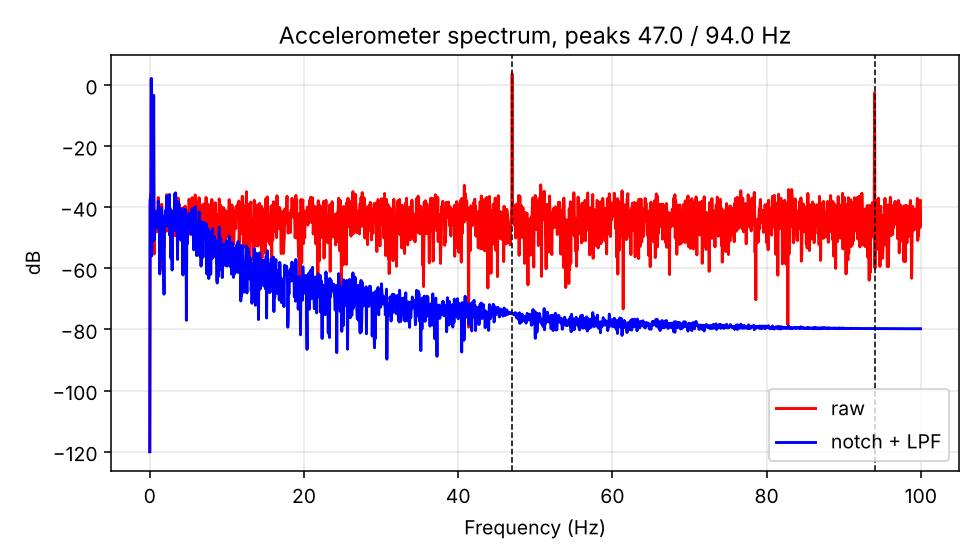 Accelerometer spectrum, peaks 47.0 / 94.0 Hz
dB
0
−20
−40
−60
−80
−100
−120
raw
notch + LPF
0 20 40 60 80 100
Frequency (Hz)